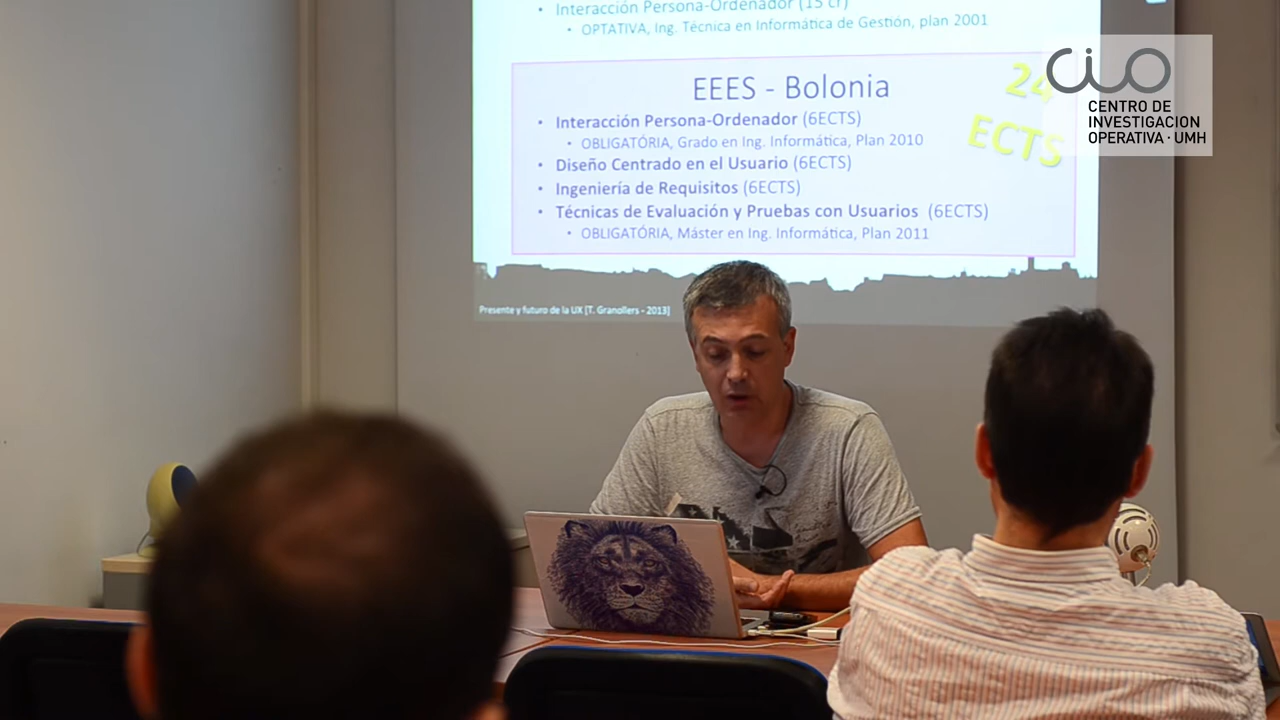 Interacción Persona-Ordenador (15 cr)
• OPTATIVA, Ing. Técnica en Informática de Gestión, plan 2001
EEES - Bolonia
24
ECTS
• Interacción Persona-Ordenador (6ECTS)
• OBLIGATÓRIA, Grado en Ing. Informática, Plan 2010
• Diseño Centrado en el Usuario (6ECTS)
• Ingeniería de Requisitos (6ECTS)
• Técnicas de Evaluación y Pruebas con Usuarios (6ECTS)
• OBLIGATÓRIA, Máster en Ing. Informática, Plan 2011
Presente y futuro de la UX [T. Granollers - 2013]
CIO
CENTRO DE
INVESTIGACION
OPERATIVA · UMH